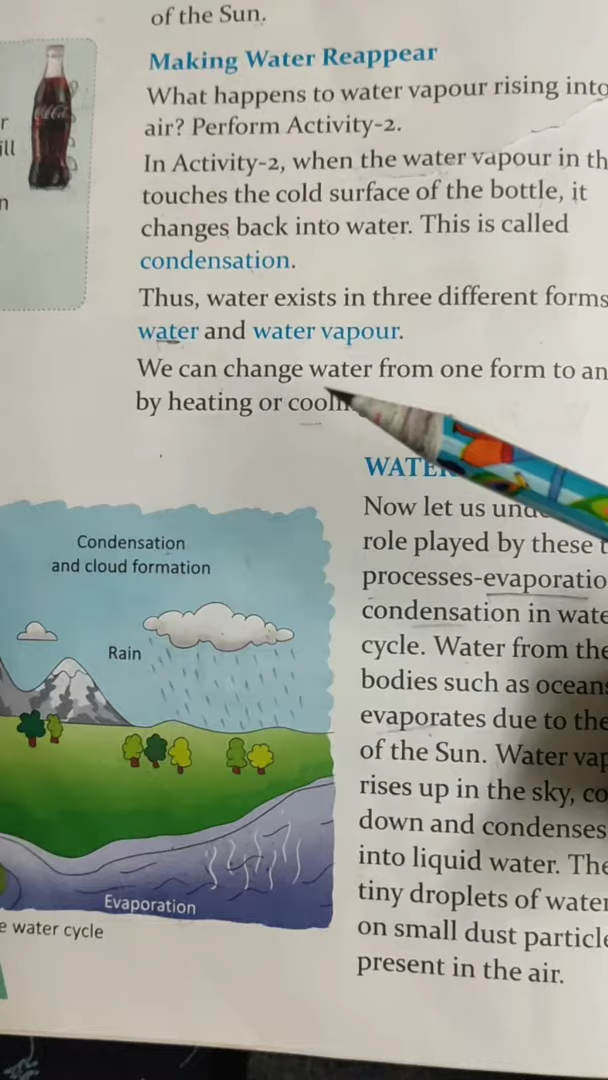 of the Sun.
Making Water Reappear
What happens to water vapour rising into
air? Perform Activity-2.
In Activity-2, when the water vapour in th
touches the cold surface of the bottle, it
changes back into water. This is called
condensation.
Thus, water exists in three different forms
water and water vapour.
We can change water from one form to an
by heating or
r
ill
n
Coca-Cola
WATE
Now let us
role played by these t
processes-evaporatio
condensation in wate
cycle. Water from the
bodies such as ocean
evaporates due to the
of the Sun. Water vap
rises up in the sky, co
down and condenses
into liquid water. The
tiny droplets of water
on small dust particle
present in the air.
Condensation
and cloud formation
Rain
Evaporation
e water cycle